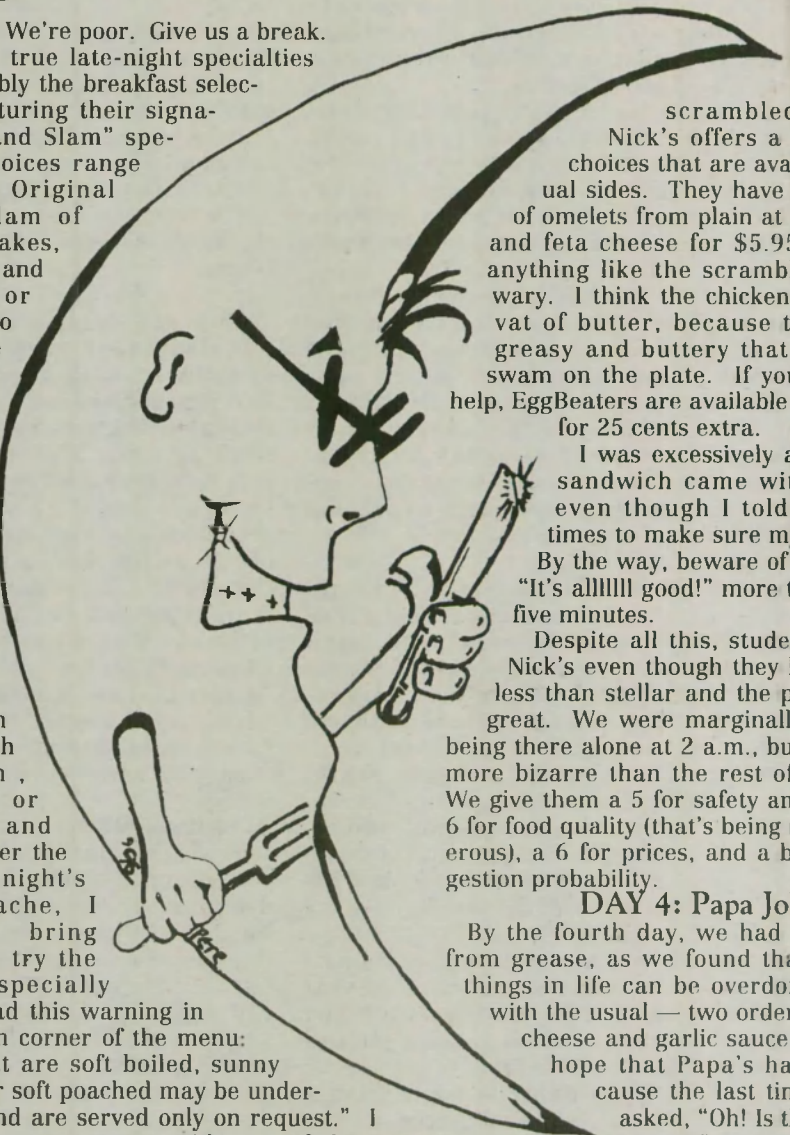 We're poor. Give us a break.
true late-night specialties
bly the breakfast selec-
turing their signa-
nd Slam" spe-
oices range
Original
lam of
akes,
and
or
o
n
h
n ,
or
and
er the
night's
ache, I
bring
try the
specially
ad this warning in
n corner of the menu:
t are soft boiled, sunny
r soft poached may be under-
nd are served only on request." I
scrambled
Nick's offers a
choices that are ava
ual sides. They have
of omelets from plain at
and feta cheese for $5.95
anything like the scramb
wary. I think the chicken
vat of butter, because t
greasy and buttery that
swam on the plate. If you
help, EggBeaters are available
for 25 cents extra.
I was excessively a
sandwich came wit
even though I told
times to make sure m
By the way, beware of
"It's alllllll good!" more t
five minutes.
Despite all this, stude
Nick's even though they
less than stellar and the p
great. We were marginall
being there alone at 2 a.m., bu
more bizarre than the rest of
We give them a 5 for safety an
6 for food quality (that's being
erous), a 6 for prices, and a b
gestion probability.
DAY 4: Papa Jo
By the fourth day, we had
from grease, as we found tha
things in life can be overdo
with the usual — two order
cheese and garlic sauce
hope that Papa's ha
cause the last tim
asked, "Oh! Is t